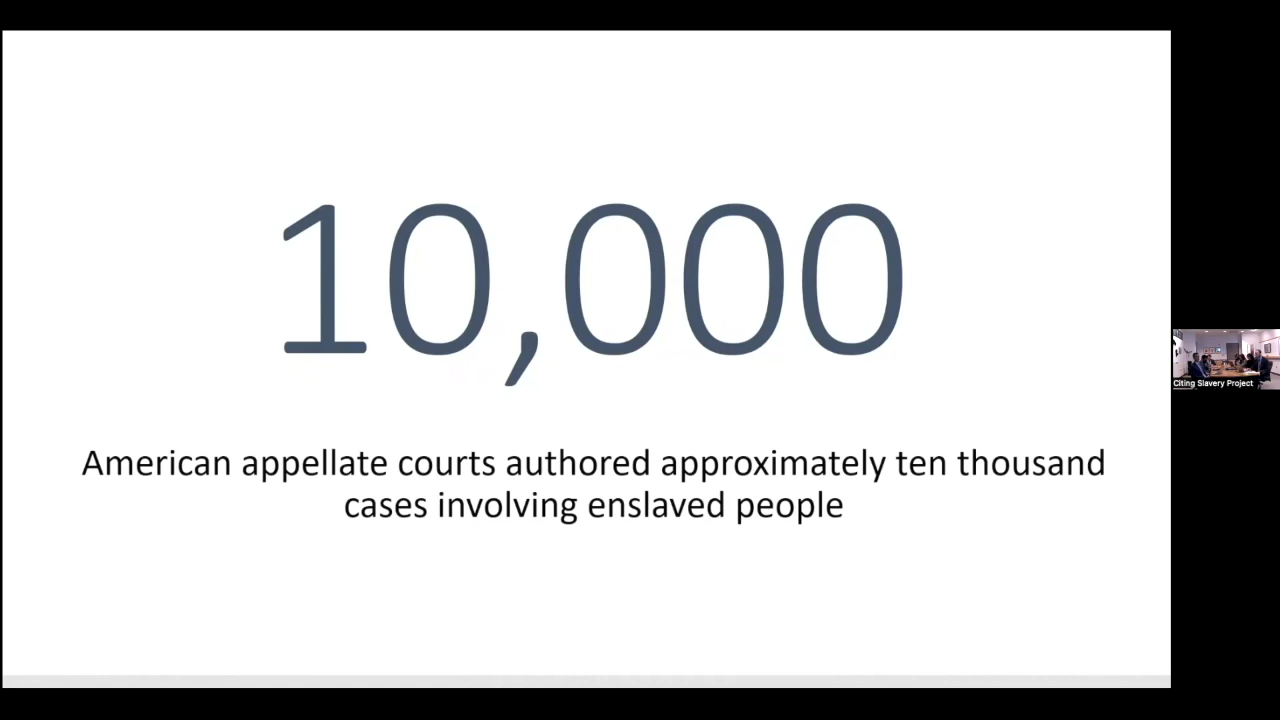 10,000
American appellate courts authored approximately ten thousand
cases involving enslaved people
Citing Slavery Project